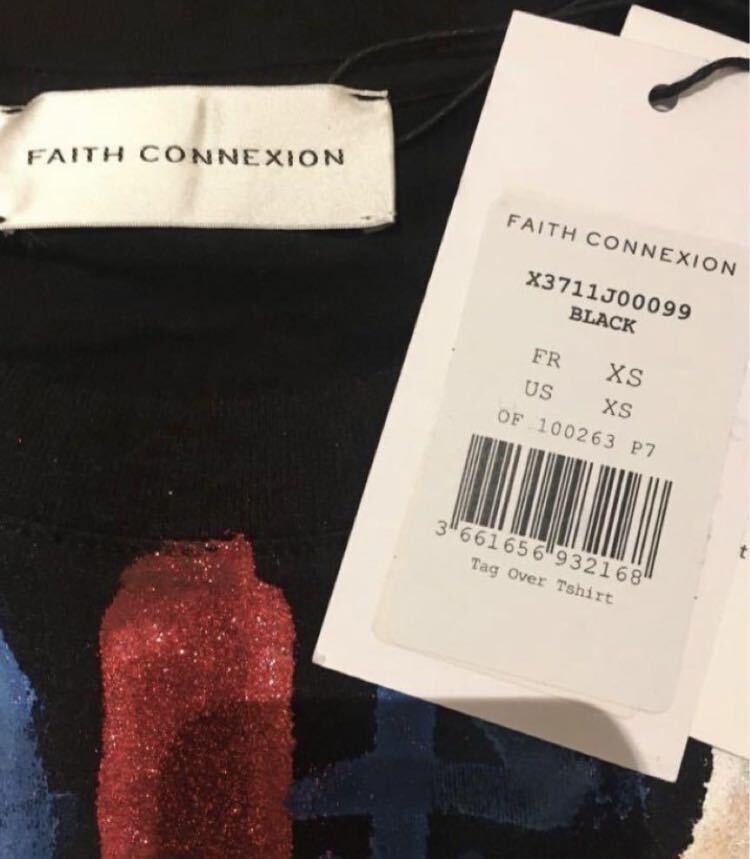 FAITH CONNEXION
FAITH CONNEXION
X3711J00099
BLACK
FR XS
US XS
OF 100263 P7
3 661656 932168
Tag Over Tshirt
t